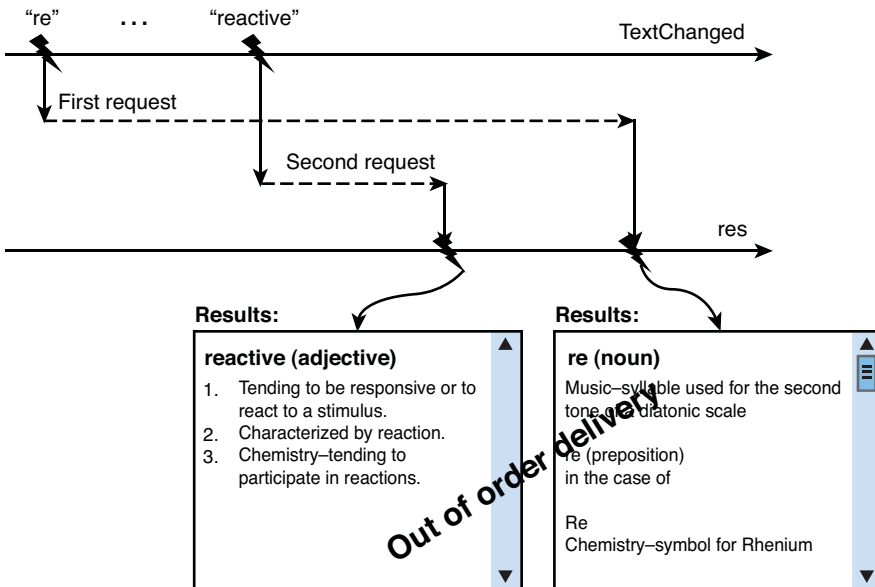 “re” ... “reactive”
TextChanged
First request
Second request
res
Results:
reactive (adjective)
1. Tending to be responsive or to
react to a stimulus.
2. Characterized by reaction.
3. Chemistry–tending to
participate in reactions.
Results:
re (noun)
Music–syllable used for the second
tone of a diatonic scale
re (preposition)
in the case of
Re
Chemistry–symbol for Rhenium
Out of order delivery